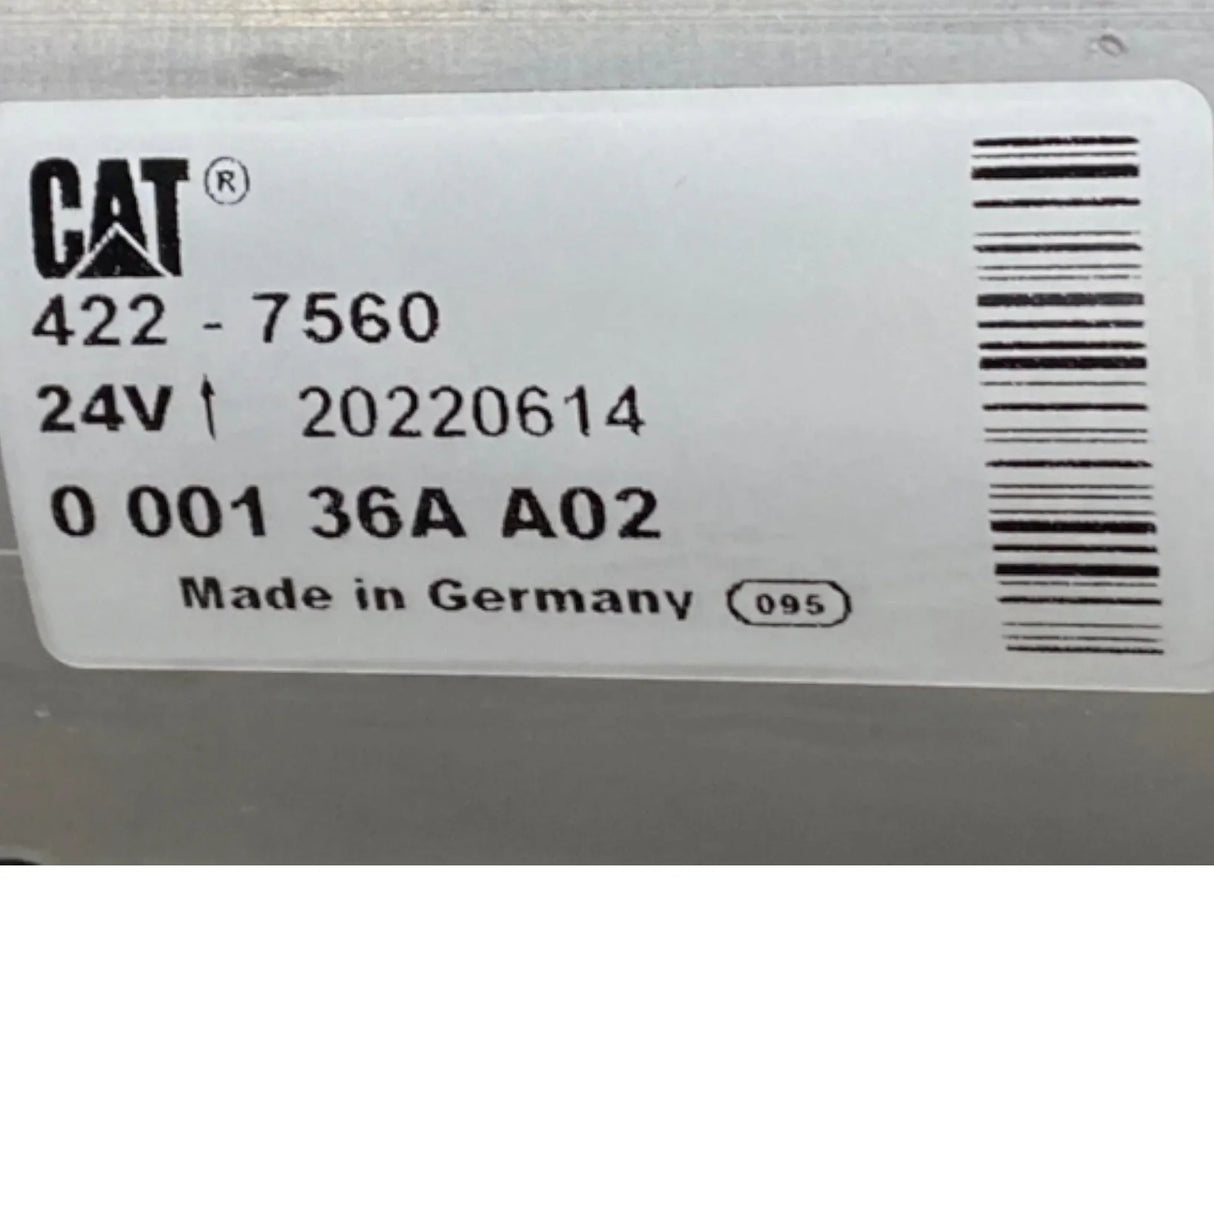 CAT®
422 - 7560
24V ↑ 20220614
0 001 36A A02
Made in Germany 095